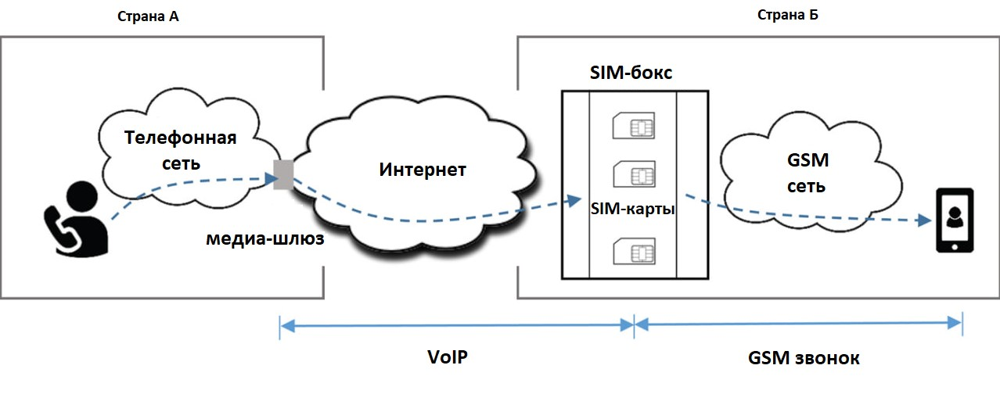 Страна А
Страна Б
SIM-бокс
Телефонная
сеть
Интернет
GSM
сеть
SIM-карты
медиа-шлюз
VoIP
GSM звонок